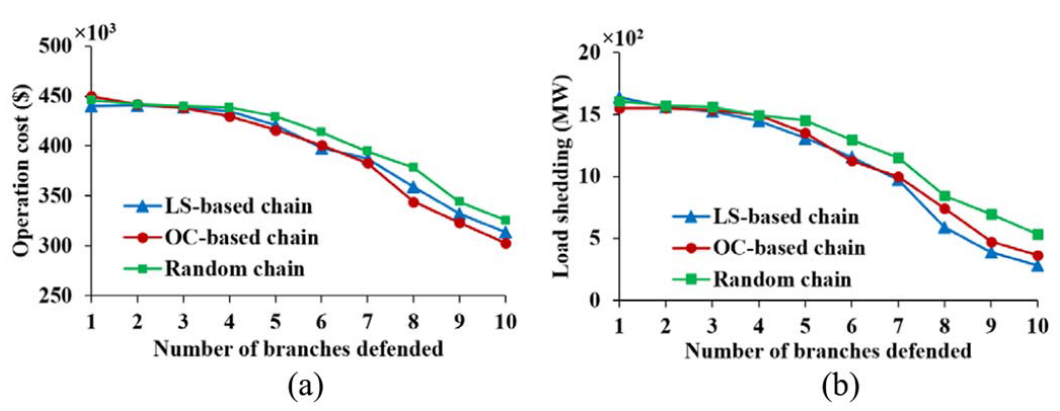 ×10³
500
450
400
350
300
250
Operation cost ($)
LS-based chain
OC-based chain
Random chain
1 2 3 4 5 6 7 8 9 10
Number of branches defended
(a)
×10²
20
15
10
5
0
Load shedding (MW)
LS-based chain
OC-based chain
Random chain
1 2 3 4 5 6 7 8 9 10
Number of branches defended
(b)